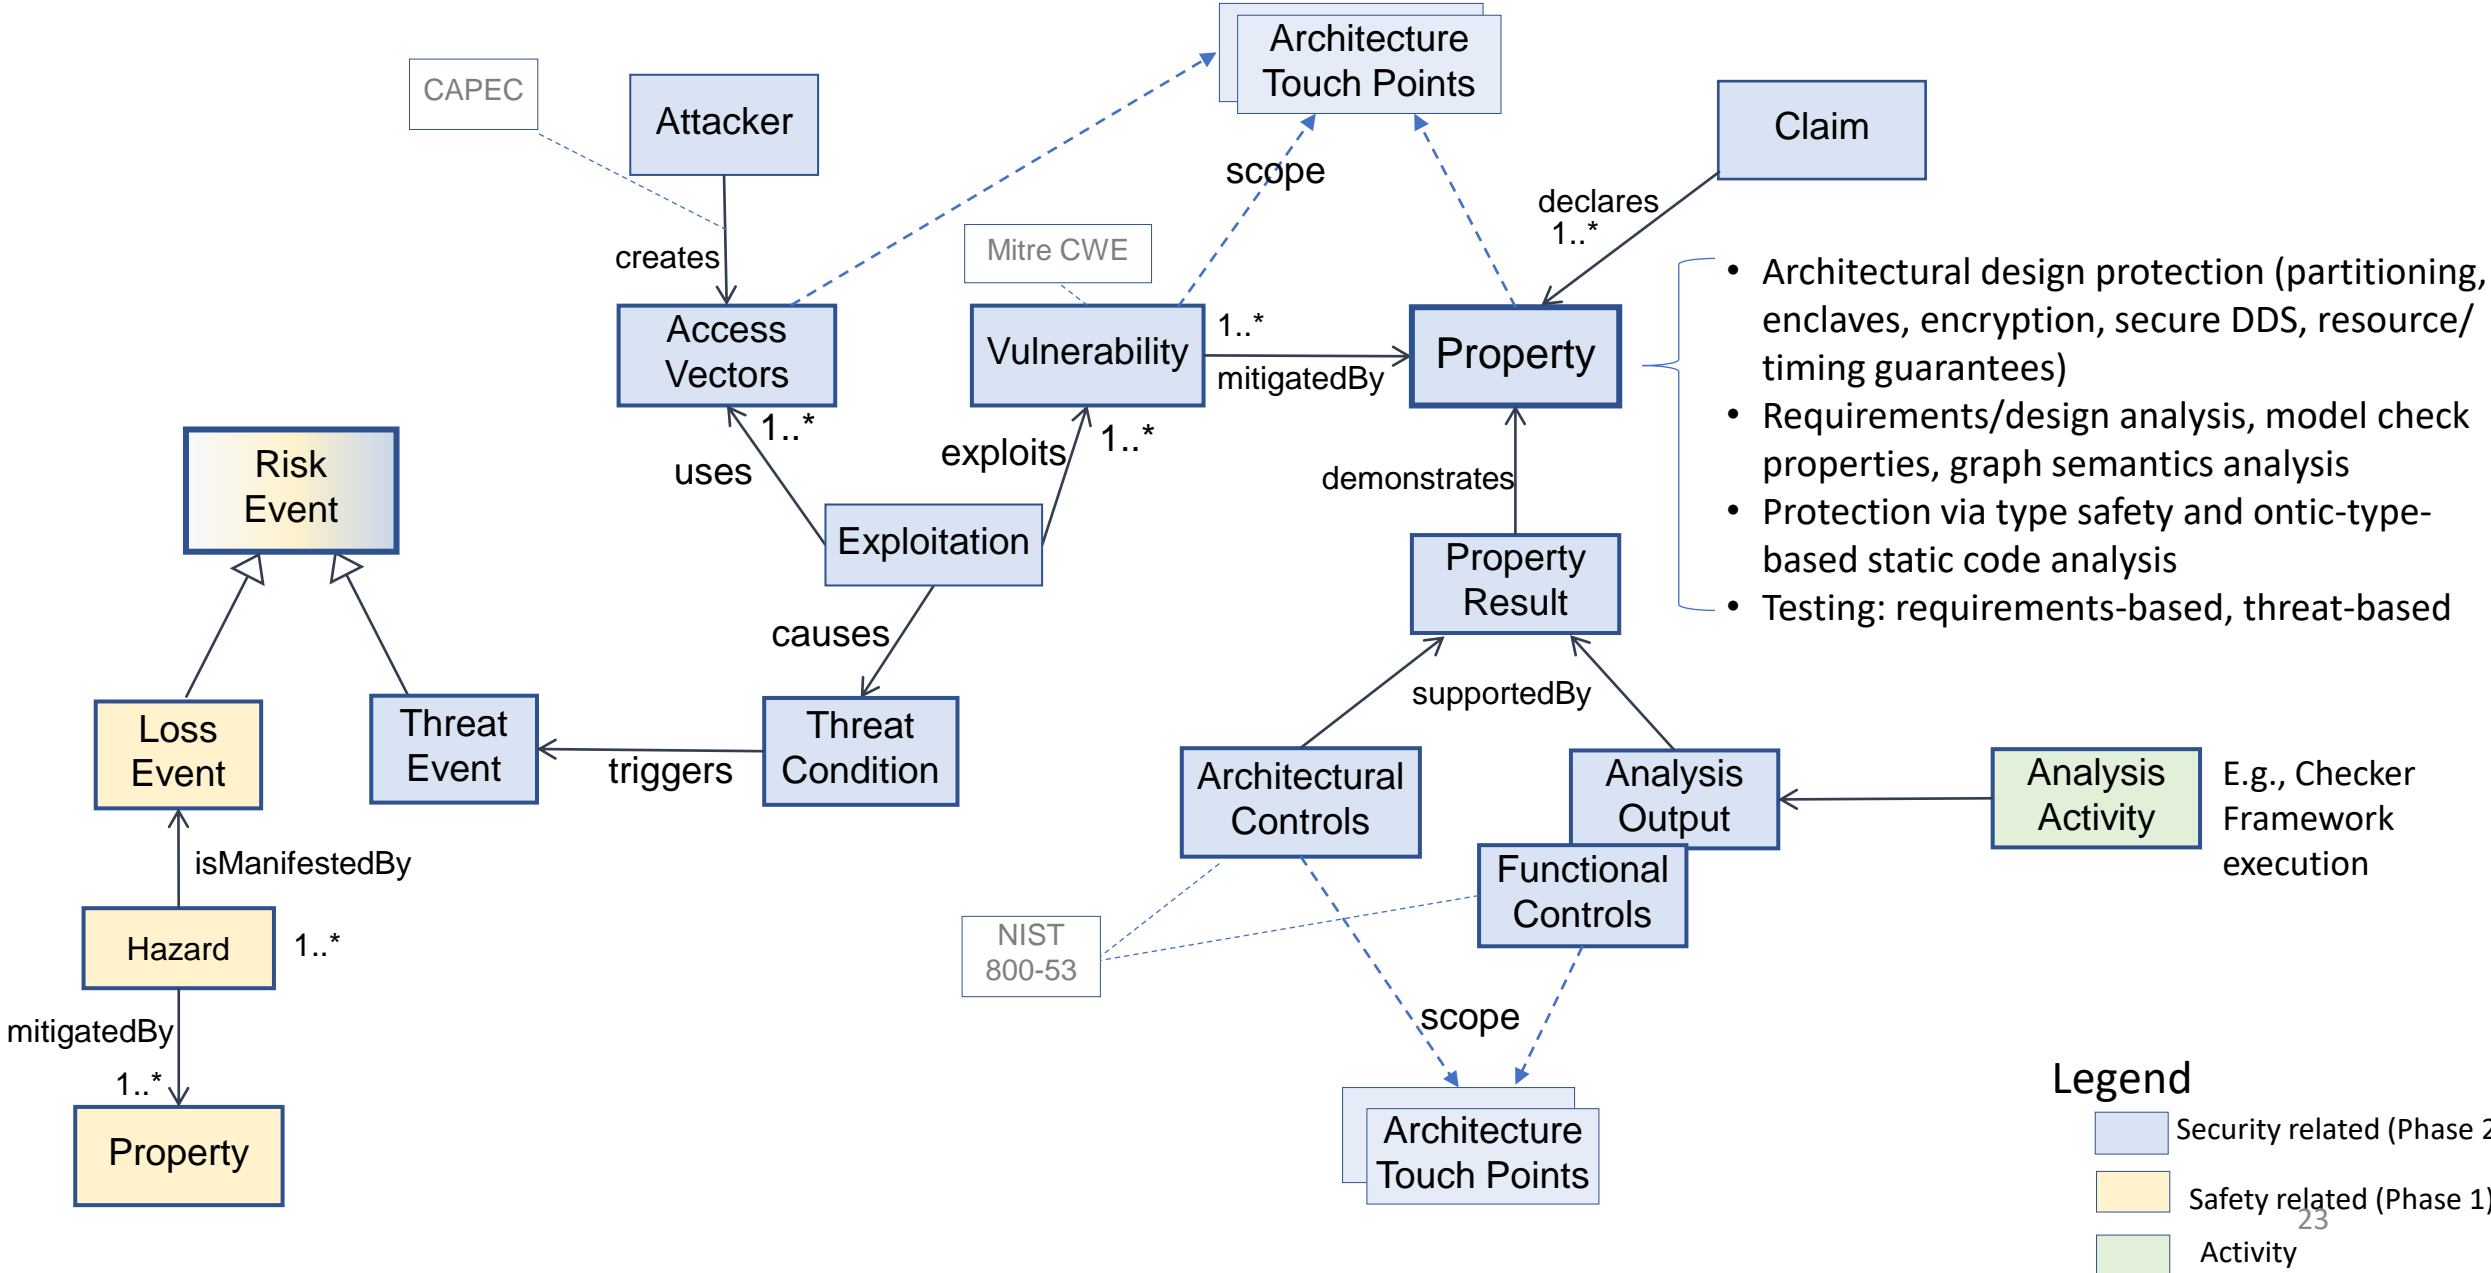 Architecture
Touch Points
CAPEC
Attacker
Claim
scope
declares
1..*
creates
Mitre CWE
Access
Vectors
Vulnerability
1..*
mitigatedBy
Property
• Architectural design protection (partitioning,
enclaves, encryption, secure DDS, resource/
timing guarantees)
• Requirements/design analysis, model check
properties, graph semantics analysis
• Protection via type safety and ontic-type-
based static code analysis
• Testing: requirements-based, threat-based
1..*
uses
exploits
1..*
Risk
Event
demonstrates
Exploitation
Property
Result
causes
supportedBy
Loss
Event
Threat
Event
triggers
Threat
Condition
Architectural
Controls
Analysis
Output
Analysis
Activity
E.g., Checker
Framework
execution
isManifestedBy
Functional
Controls
Hazard
1..*
NIST
800-53
mitigatedBy
1..*
scope
Property
Architecture
Touch Points
Legend
Security related (Phase 2
Safety related (Phase 1)
23
Activity